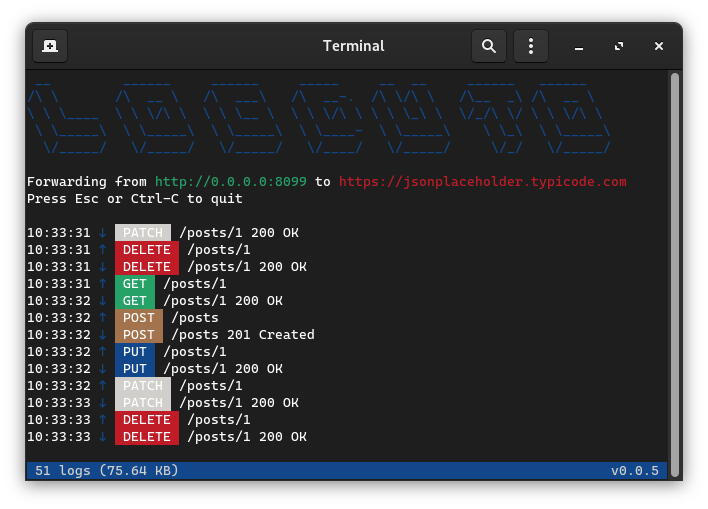 Terminal
LOGDUTO
Forwarding from http://0.0.0.0:8099 to https://jsonplaceholder.typicode.com
Press Esc or Ctrl-C to quit
10:33:31 ↓ PATCH /posts/1 200 OK
10:33:31 ↑ DELETE /posts/1
10:33:31 ↓ DELETE /posts/1 200 OK
10:33:31 ↑ GET /posts/1
10:33:32 ↓ GET /posts/1 200 OK
10:33:32 ↑ POST /posts
10:33:32 ↓ POST /posts 201 Created
10:33:32 ↑ PUT /posts/1
10:33:32 ↓ PUT /posts/1 200 OK
10:33:32 ↑ PATCH /posts/1
10:33:33 ↓ PATCH /posts/1 200 OK
10:33:33 ↑ DELETE /posts/1
10:33:33 ↓ DELETE /posts/1 200 OK
51 logs (75.64 KB) v0.0.5